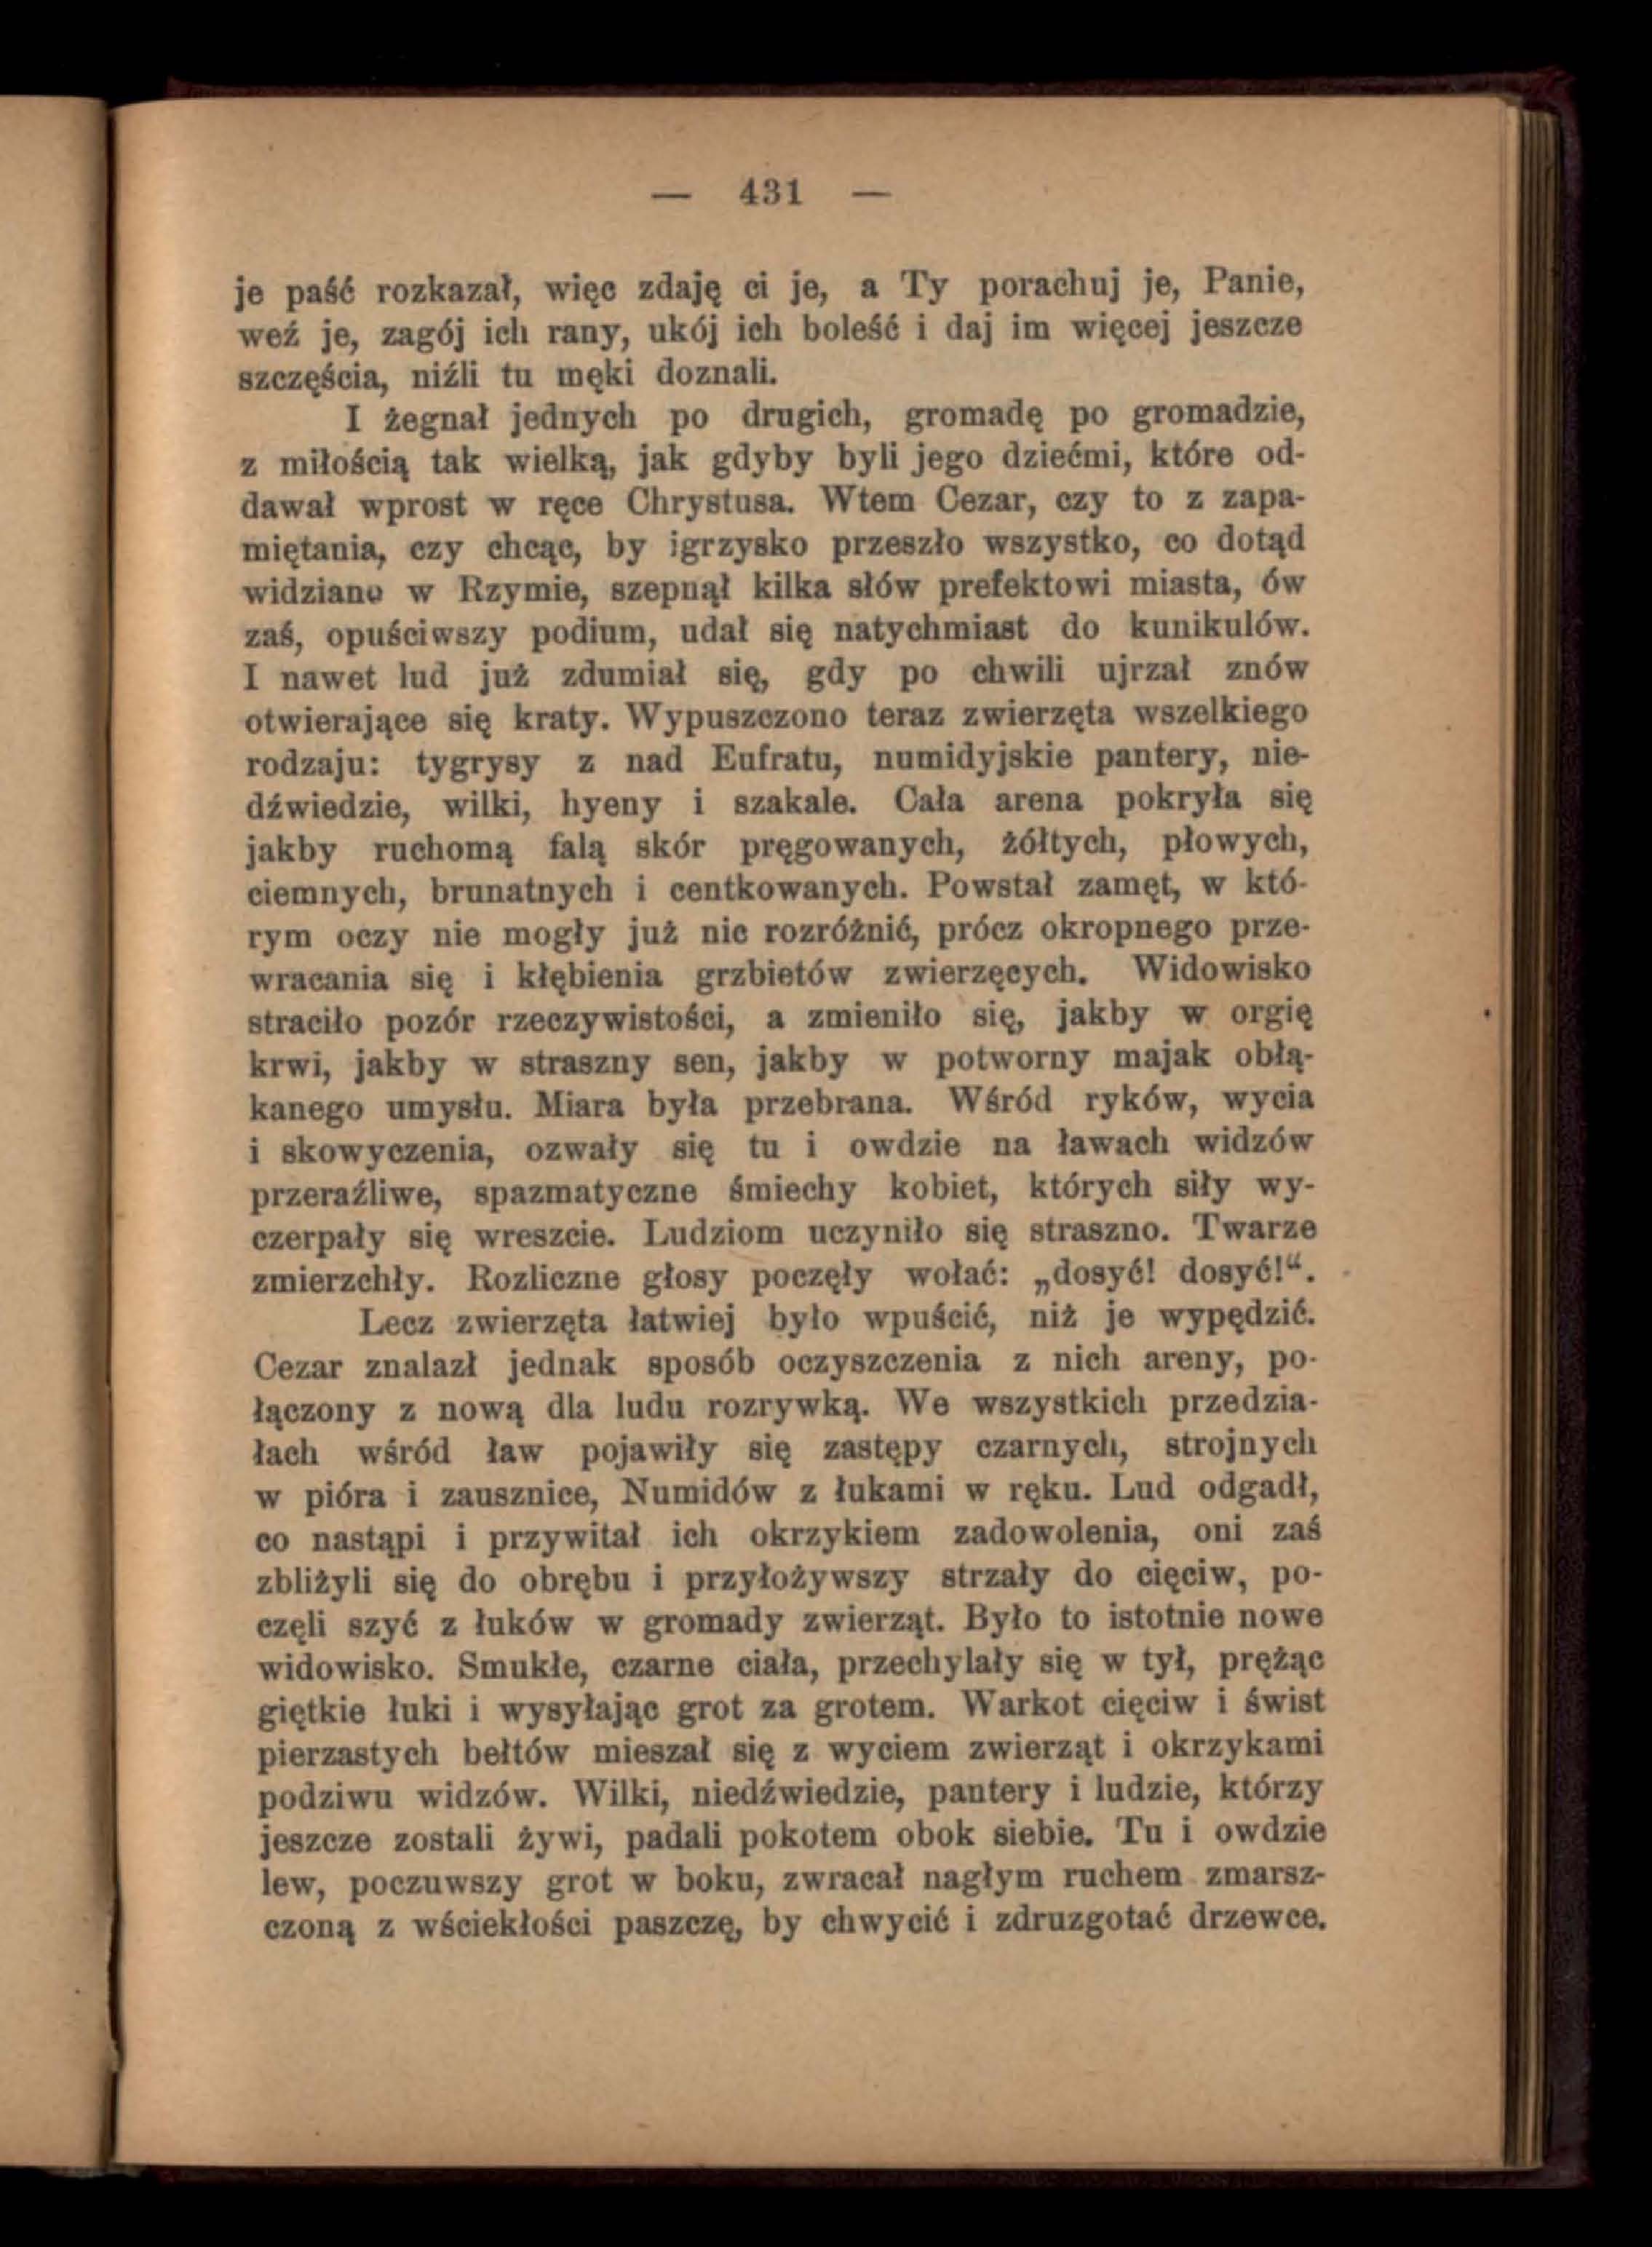 — 431 —
je paść rozkazał, więc zdaję ci je, a Ty porachuj je, Panie,
weź je, zagój ich rany, ukój ich boleść i daj im więcej jeszcze
szczęścia, niźli tu męki doznali.
I żegnał jednych po drugich, gromadę po gromadzie,
z miłością tak wielką, jak gdyby byli jego dziećmi, które od-
dawał wprost w ręce Chrystusa. Wtem Cezar, czy to z zapa-
miętania, czy chcąc, by igrzysko przeszło wszystko, co dotąd
widziano w Rzymie, szepnął kilka słów prefektowi miasta, ów
zaś, opuściwszy podium, udał się natychmiast do kunikulów.
I nawet lud już zdumiał się, gdy po chwili ujrzał znów
otwierające się kraty. Wypuszczono teraz zwierzęta wszelkiego
rodzaju: tygrysy z nad Eufratu, numidyjskie pantery, nie-
dźwiedzie, wilki, hyeny i szakale. Cała arena pokryła się
jakby ruchomą falą skór pręgowanych, żółtych, płowych,
ciemnych, brunatnych i centkowanych. Powstał zamęt, w któ-
rym oczy nie mogły już nic rozróżnić, prócz okropnego prze-
wracania się i kłębienia grzbietów zwierzęcych. Widowisko
straciło pozór rzeczywistości, a zmieniło się, jakby w orgię
krwi, jakby w straszny sen, jakby w potworny majak obłą-
kanego umysłu. Miara była przebrana. Wśród ryków, wycia
i skowyczenia, ozwały się tu i owdzie na ławach widzów
przeraźliwe, spazmatyczne śmiechy kobiet, których siły wy-
czerpały się wreszcie. Ludziom uczyniło się straszno. Twarze
zmierzchły. Rozliczne głosy poczęły wołać: „dosyć! dosyć!“.
Lecz zwierzęta łatwiej było wpuścić, niż je wypędzić.
Cezar znalazł jednak sposób oczyszczenia z nich areny, po-
łączony z nową dla ludu rozrywką. We wszystkich przedzia-
łach wśród ław pojawiły się zastępy czarnych, strojnych
w pióra i zausznice, Numidów z łukami w ręku. Lud odgadł,
co nastąpi i przywitał ich okrzykiem zadowolenia, oni zaś
zbliżyli się do obrębu i przyłożywszy strzały do cięciw, po-
częli szyć z łuków w gromady zwierząt. Było to istotnie nowe
widowisko. Smukłe, czarne ciała, przechylały się w tył, prężąc
giętkie łuki i wysyłając grot za grotem. Warkot cięciw i świst
pierzastych bełtów mieszał się z wyciem zwierząt i okrzykami
podziwu widzów. Wilki, niedźwiedzie, pantery i ludzie, którzy
jeszcze zostali żywi, padali pokotem obok siebie. Tu i owdzie
lew, poczuwszy grot w boku, zwracał nagłym ruchem zmarsz-
czoną z wściekłości paszczę, by chwycić i zdruzgotać drzewce.